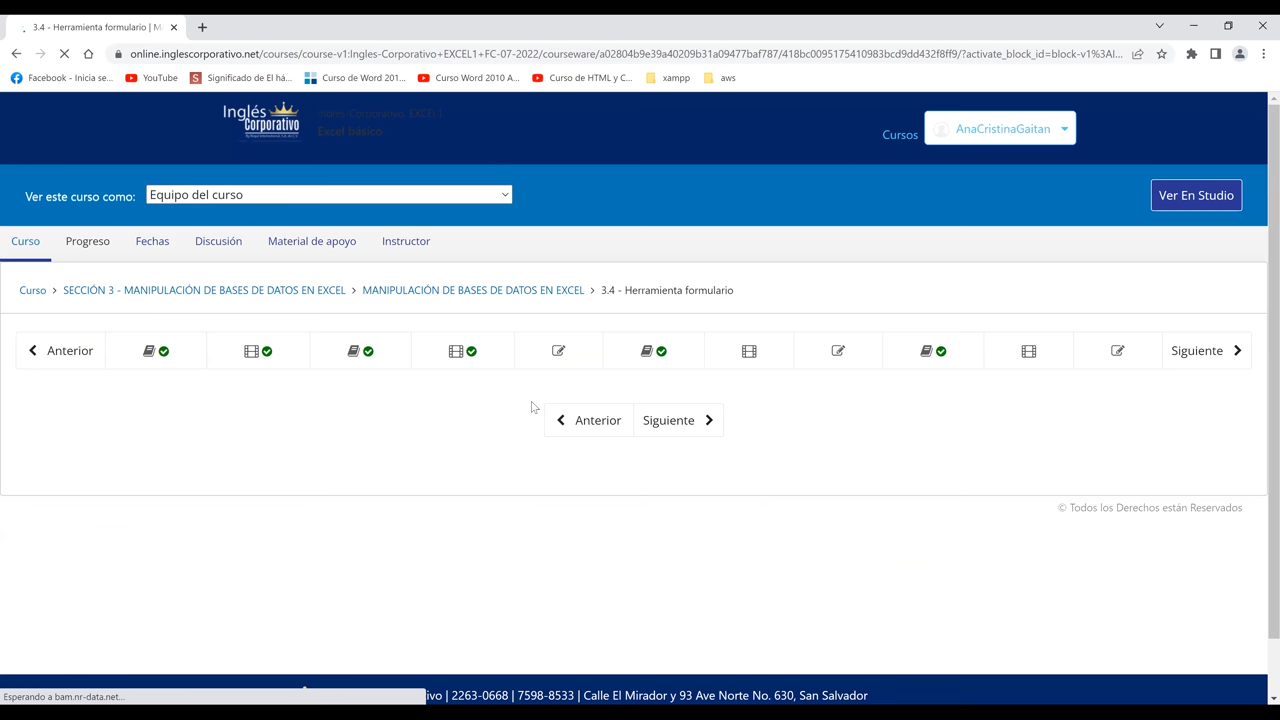 3.4 - Herramienta formulario | M
online.inglescorporativo.net/courses/course-v1:Ingles-Corporativo+EXCEL1+FC-07-2022/courseware/a02804b9e39a40209b31a09477baf787/418bc0095175410983bcd9dd432f8ff9/?activate_block_id=block-v1%3Al...
Facebook - Inicia se... YouTube Significado de El há... Curso de Word 201... Curso Word 2010 A... Curso de HTML y C... xampp aws
Inglés Corporativo
Ingles-Corporativo: EXCEL1
Excel básico
Cursos AnaCristinaGaitan
Ver este curso como: Equipo del curso Ver En Studio
Curso Progreso Fechas Discusión Material de apoyo Instructor
Curso > SECCIÓN 3 - MANIPULACIÓN DE BASES DE DATOS EN EXCEL > MANIPULACIÓN DE BASES DE DATOS EN EXCEL > 3.4 - Herramienta formulario
Anterior Siguiente
Anterior Siguiente
© Todos los Derechos están Reservados
Esperando a bam.nr-data.net... ivo | 2263-0668 | 7598-8533 | Calle El Mirador y 93 Ave Norte No. 630, San Salvador